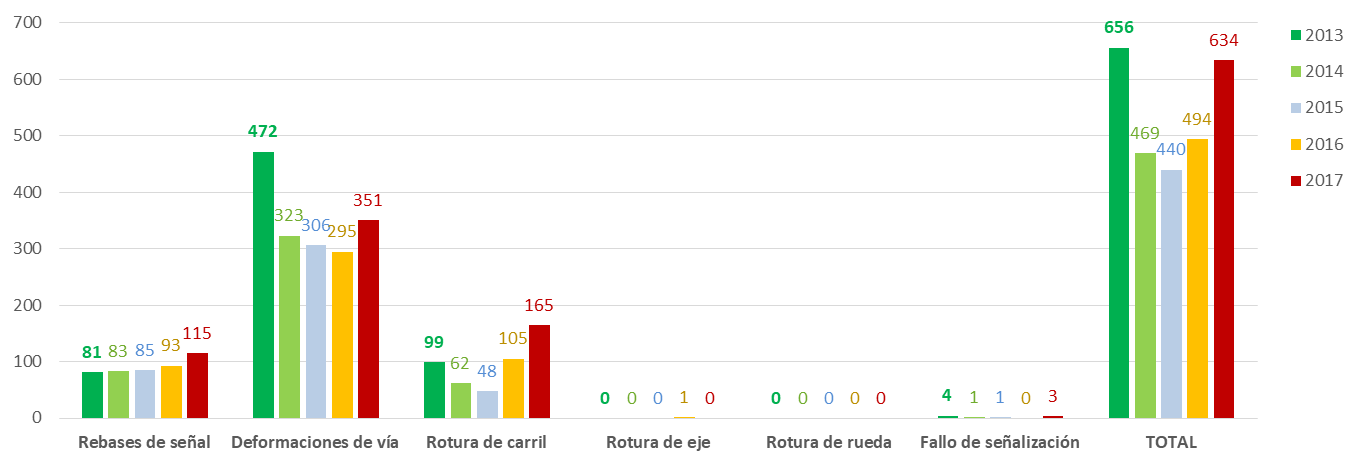 700
600
500
400
300
200
100
0
81 83 85 93 115
472 323 306 295 351
99 62 48 105 165
0 0 0 1 0
0 0 0 0 0
4 1 1 0 3
656 469 440 494 634
Rebases de señal Deformaciones de vía Rotura de carril Rotura de eje Rotura de rueda Fallo de señalización TOTAL
2013
2014
2015
2016
2017